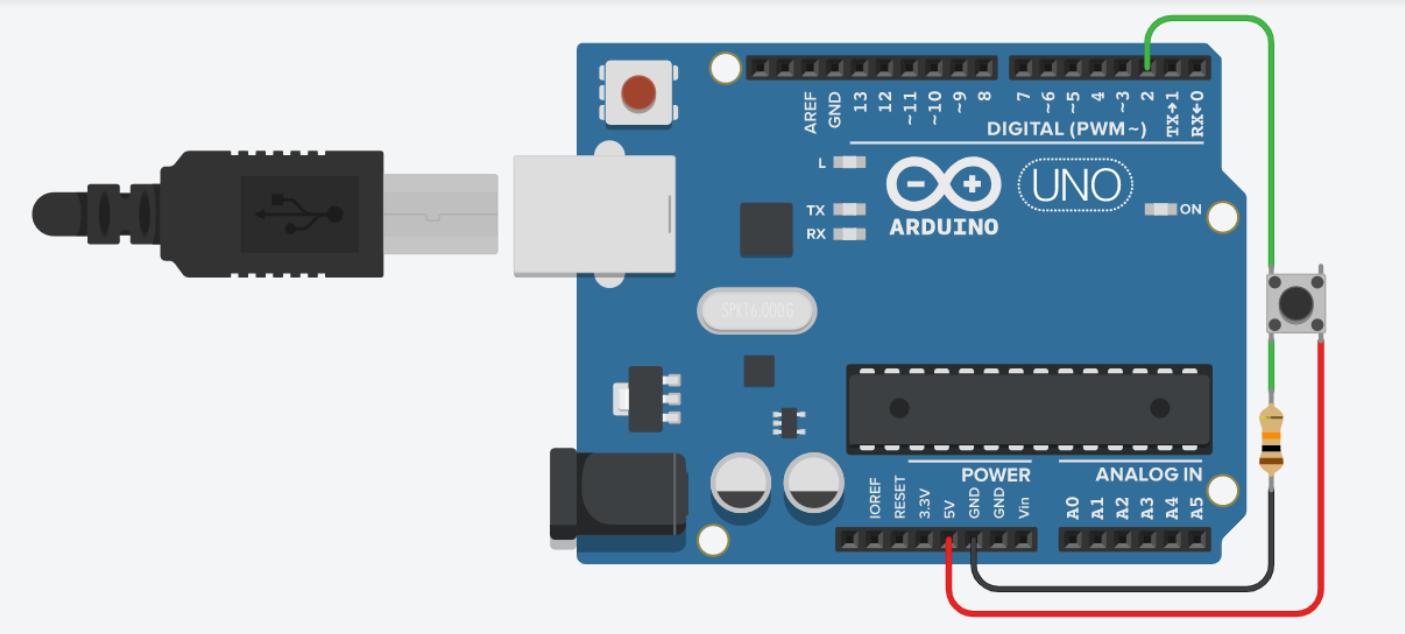 AREF
GND
13
12
~11
~10
~9
8
7
~6
~5
4
~3
2
TX→1
RX←0
DIGITAL (PWM~)
L
TX
RX
ARDUINO
UNO
ON
SPK16.000G
POWER
ANALOG IN
IOREF
RESET
3.3V
5V
GND
GND
Vin
A0
A1
A2
A3
A4
A5